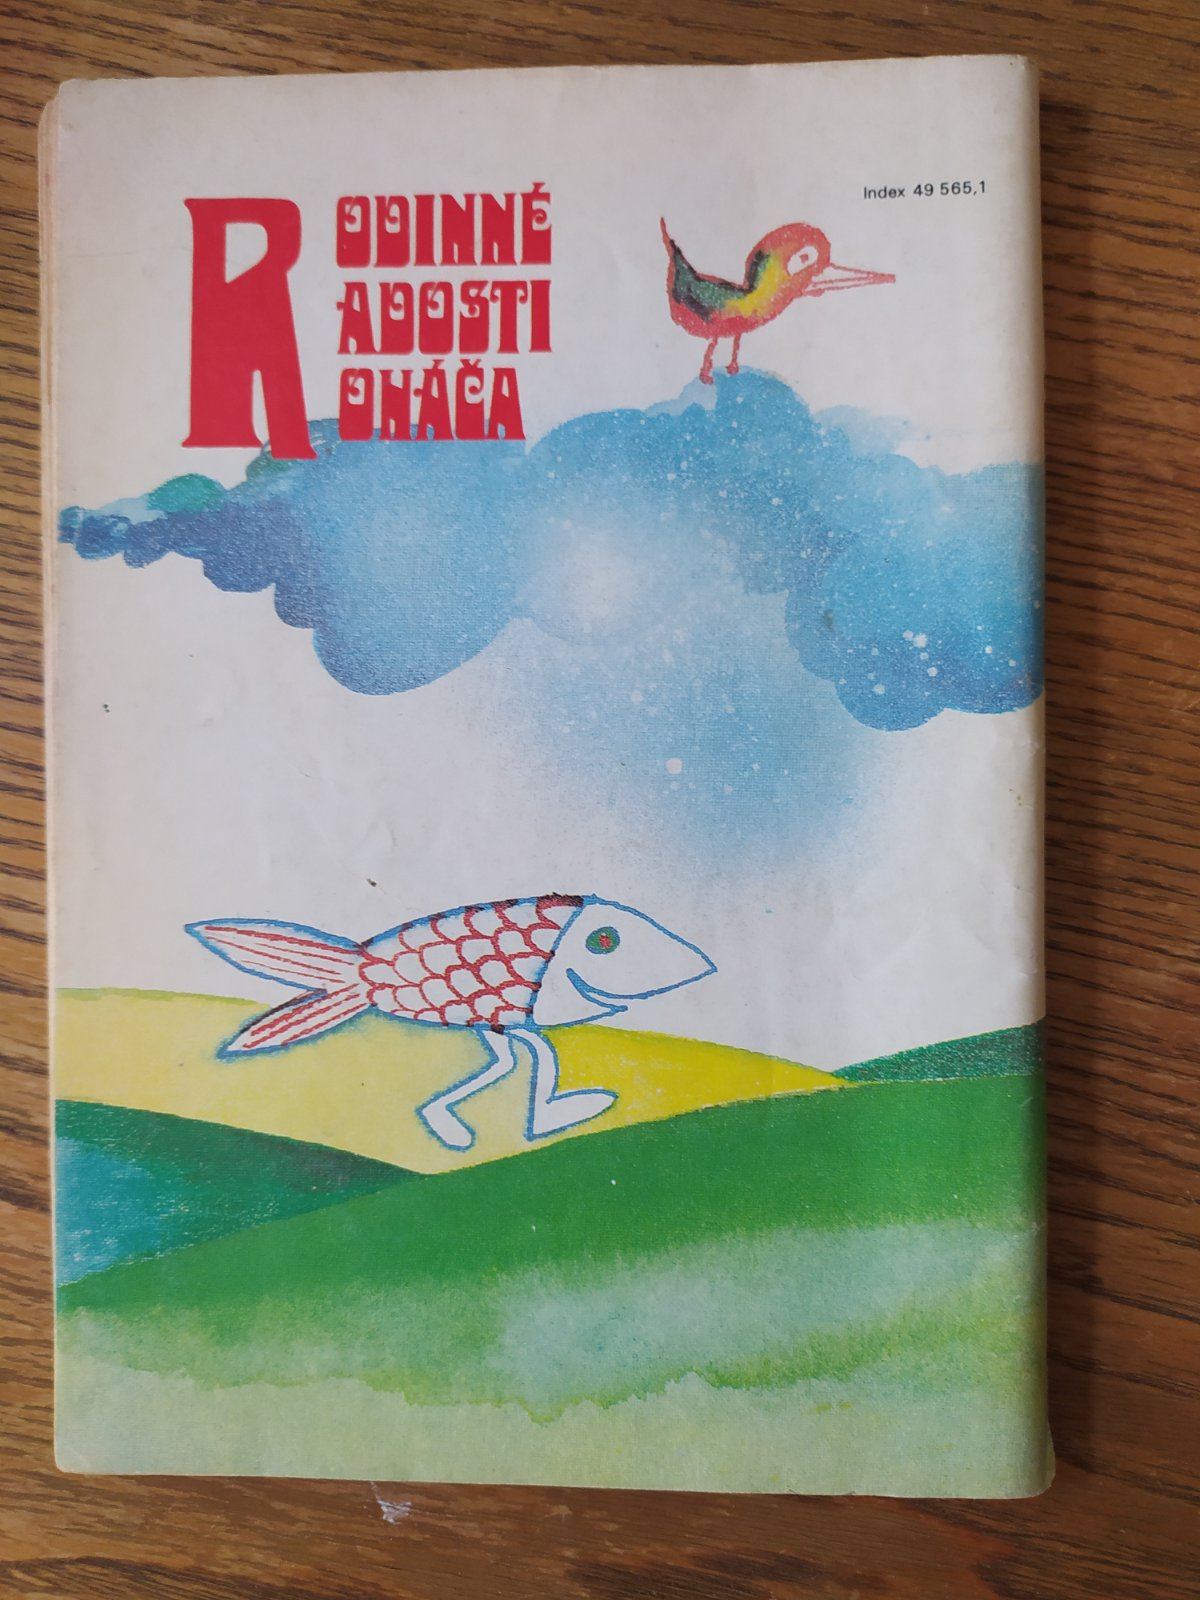 RODINNÉ
RADOSTI
ROHÁČA
Index 49 565,1